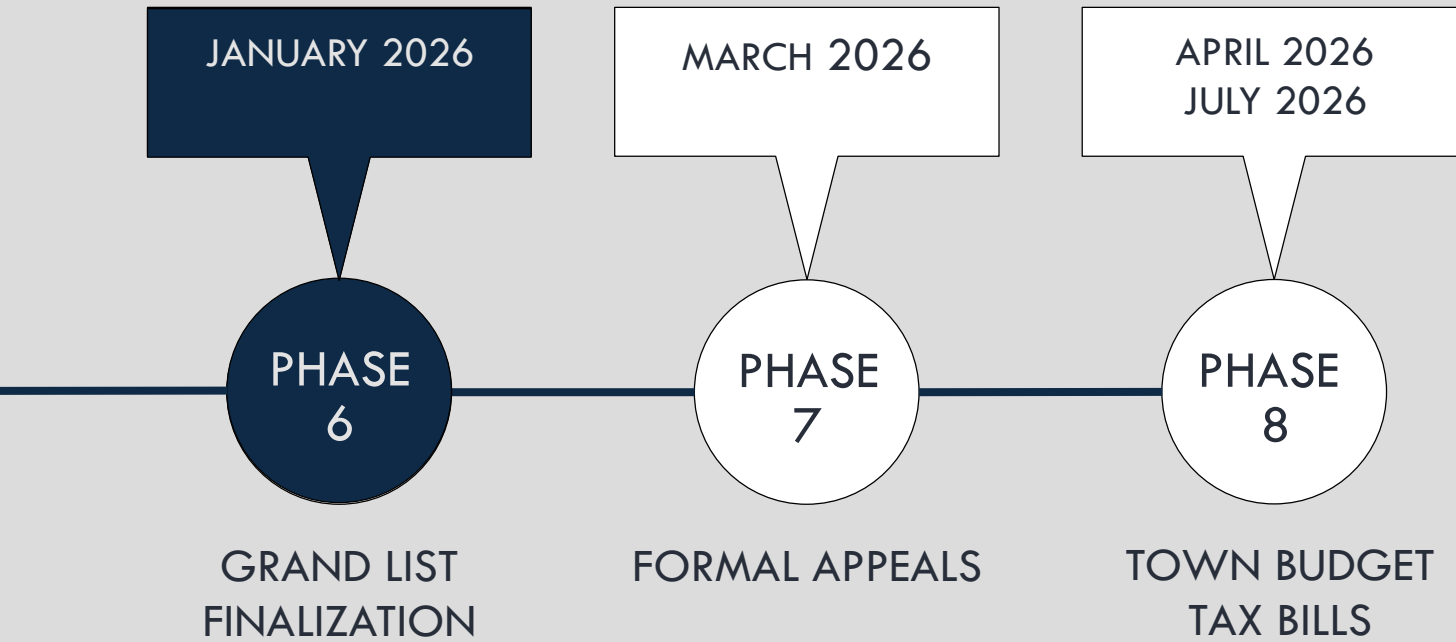 JANUARY 2026
MARCH 2026
APRIL 2026
JULY 2026
PHASE
6
PHASE
7
PHASE
8
GRAND LIST
FINALIZATION
FORMAL APPEALS
TOWN BUDGET
TAX BILLS